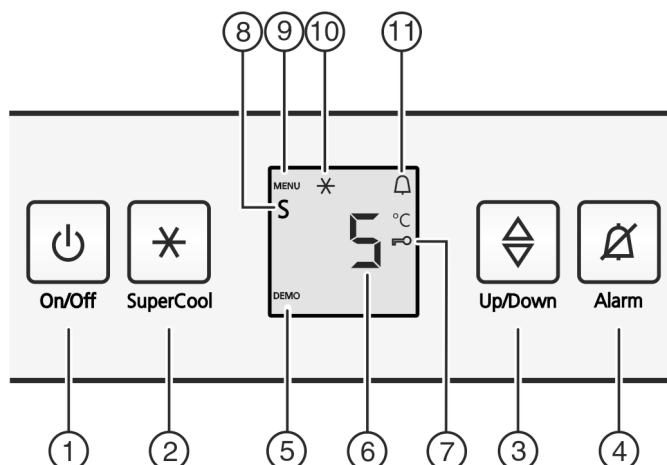 8 9 10 11
MENU
S
5 °C
DEMO
On/Off SuperCool Up/Down Alarm
1 2 5 6 7 3 4